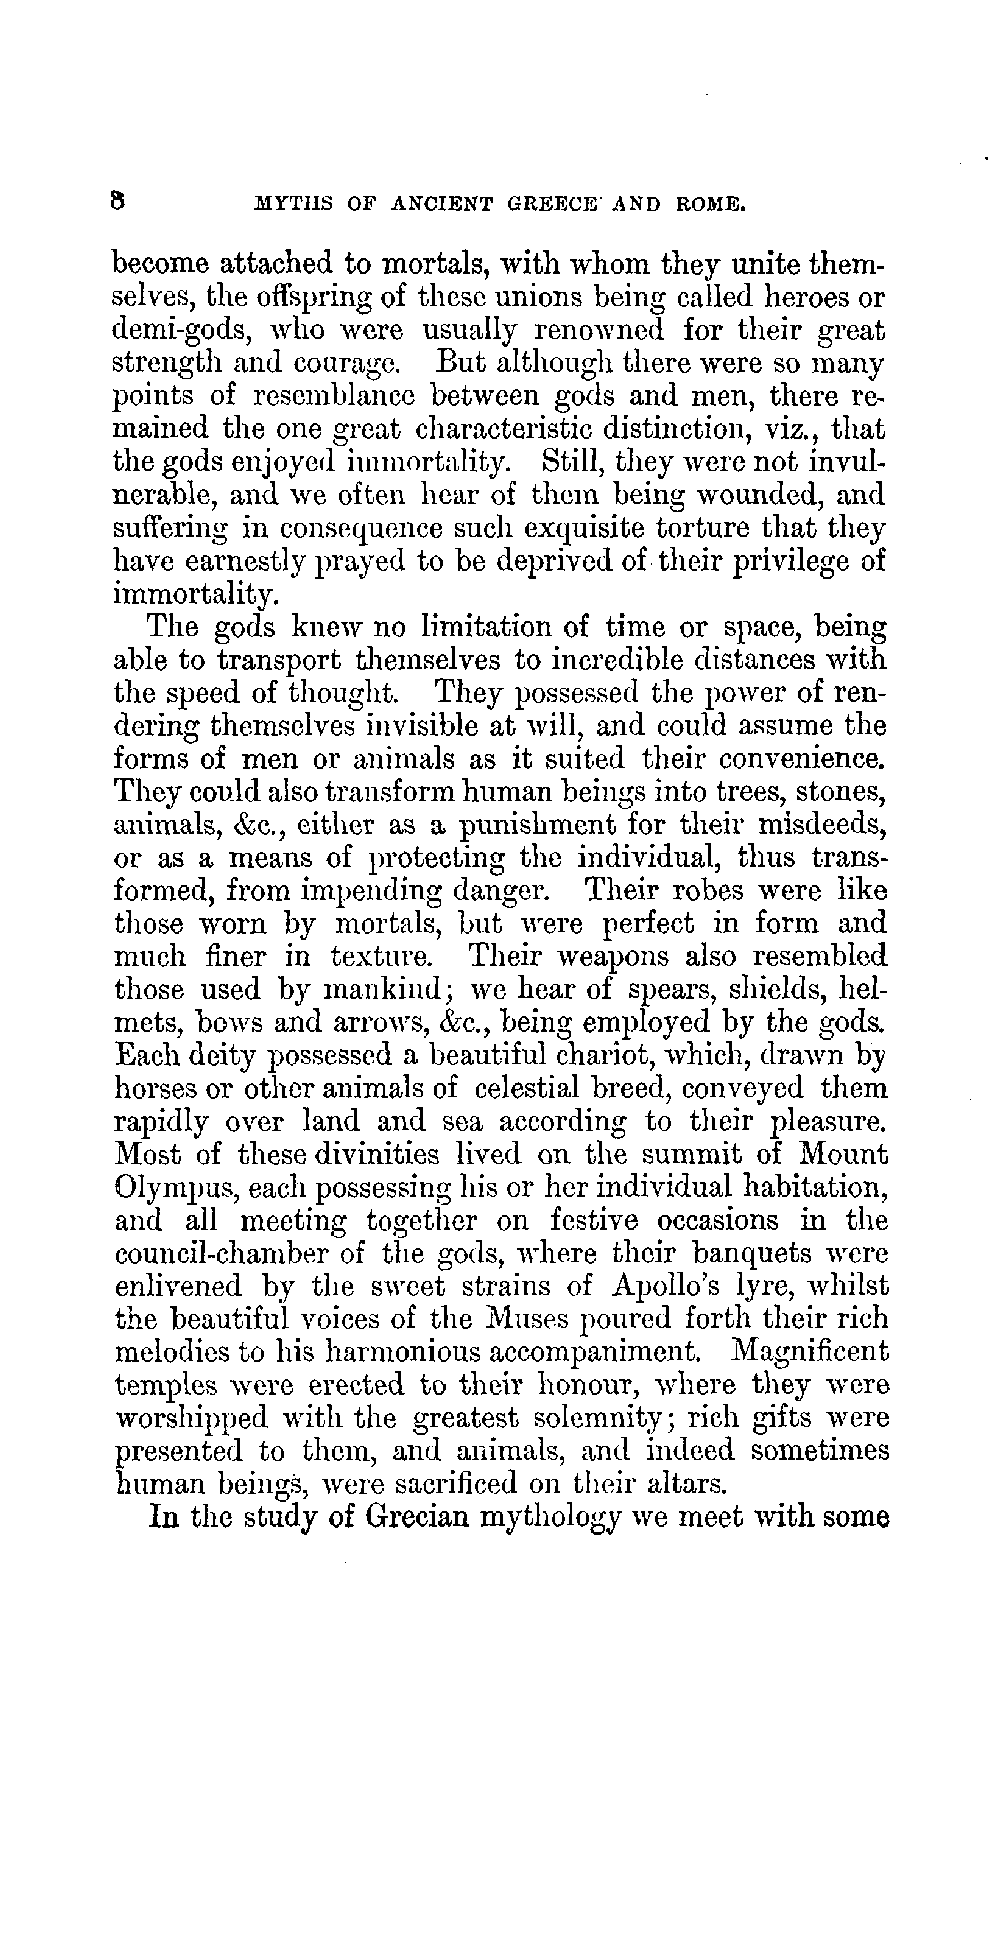 8 MYTHS OF ANCIENT GREECE AND ROME.
become attached to mortals, with whom they unite them-
selves, the offspring of these unions being called heroes or
demi-gods, who were usually renowned for their great
strength and courage. But although there were so many
points of resemblance between gods and men, there re-
mained the one great characteristic distinction, viz., that
the gods enjoyed immortality. Still, they were not invul-
nerable, and we often hear of them being wounded, and
suffering in consequence such exquisite torture that they
have earnestly prayed to be deprived of their privilege of
immortality.
The gods knew no limitation of time or space, being
able to transport themselves to incredible distances with
the speed of thought. They possessed the power of ren-
dering themselves invisible at will, and could assume the
forms of men or animals as it suited their convenience.
They could also transform human beings into trees, stones,
animals, &c., either as a punishment for their misdeeds,
or as a means of protecting the individual, thus trans-
formed, from impending danger. Their robes were like
those worn by mortals, but were perfect in form and
much finer in texture. Their weapons also resembled
those used by mankind; we hear of spears, shields, hel-
mets, bows and arrows, &c., being employed by the gods.
Each deity possessed a beautiful chariot, which, drawn by
horses or other animals of celestial breed, conveyed them
rapidly over land and sea according to their pleasure.
Most of these divinities lived on the summit of Mount
Olympus, each possessing his or her individual habitation,
and all meeting together on festive occasions in the
council-chamber of the gods, where their banquets were
enlivened by the sweet strains of Apollo's lyre, whilst
the beautiful voices of the Muses poured forth their rich
melodies to his harmonious accompaniment. Magnificent
temples were erected to their honour, where they were
worshipped with the greatest solemnity; rich gifts were
presented to them, and animals, and indeed sometimes
human beings, were sacrificed on their altars.
In the study of Grecian mythology we meet with some